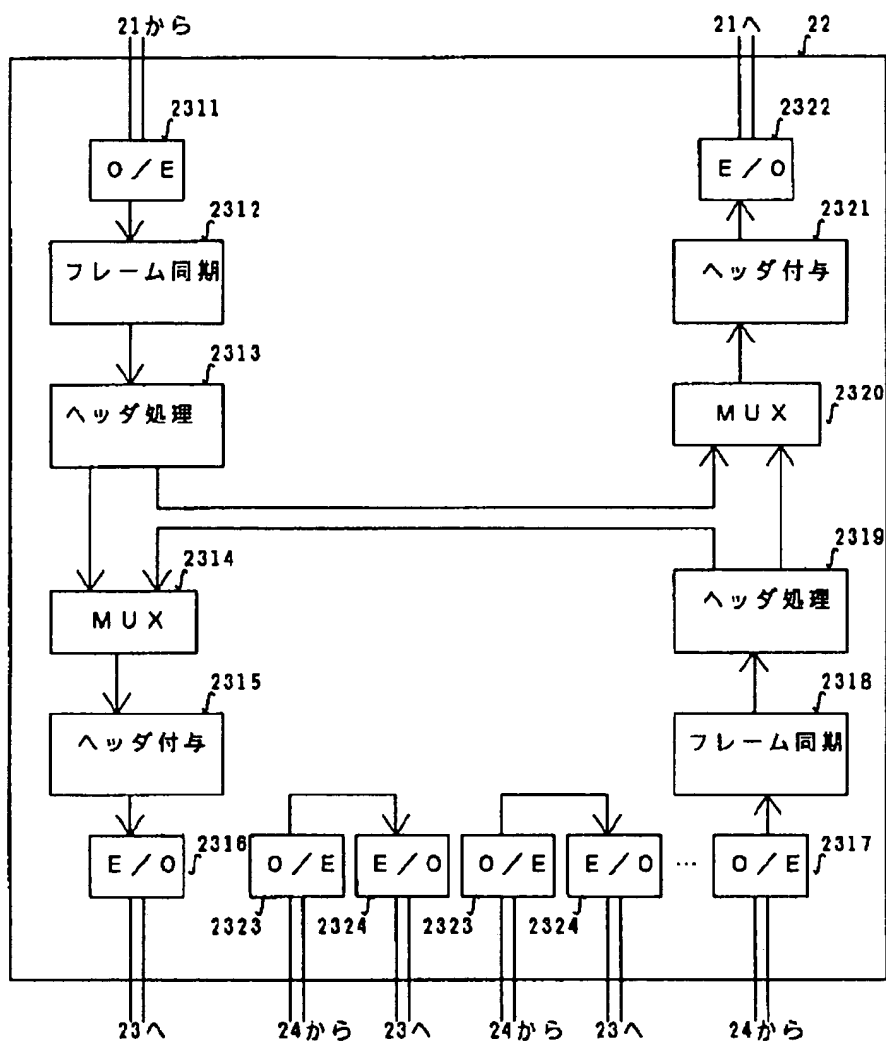 21から
21へ
22
2311
O/E
2322
E/O
2312
フレーム同期
2321
ヘッダ付与
2313
ヘッダ処理
2320
MUX
2314
MUX
2319
ヘッダ処理
2315
ヘッダ付与
2318
フレーム同期
E/O
2316
O/E
E/O
O/E
E/O
…
O/E
2317
2323
2324
2323
2324
23へ
24から
23へ
24から
23へ
24から